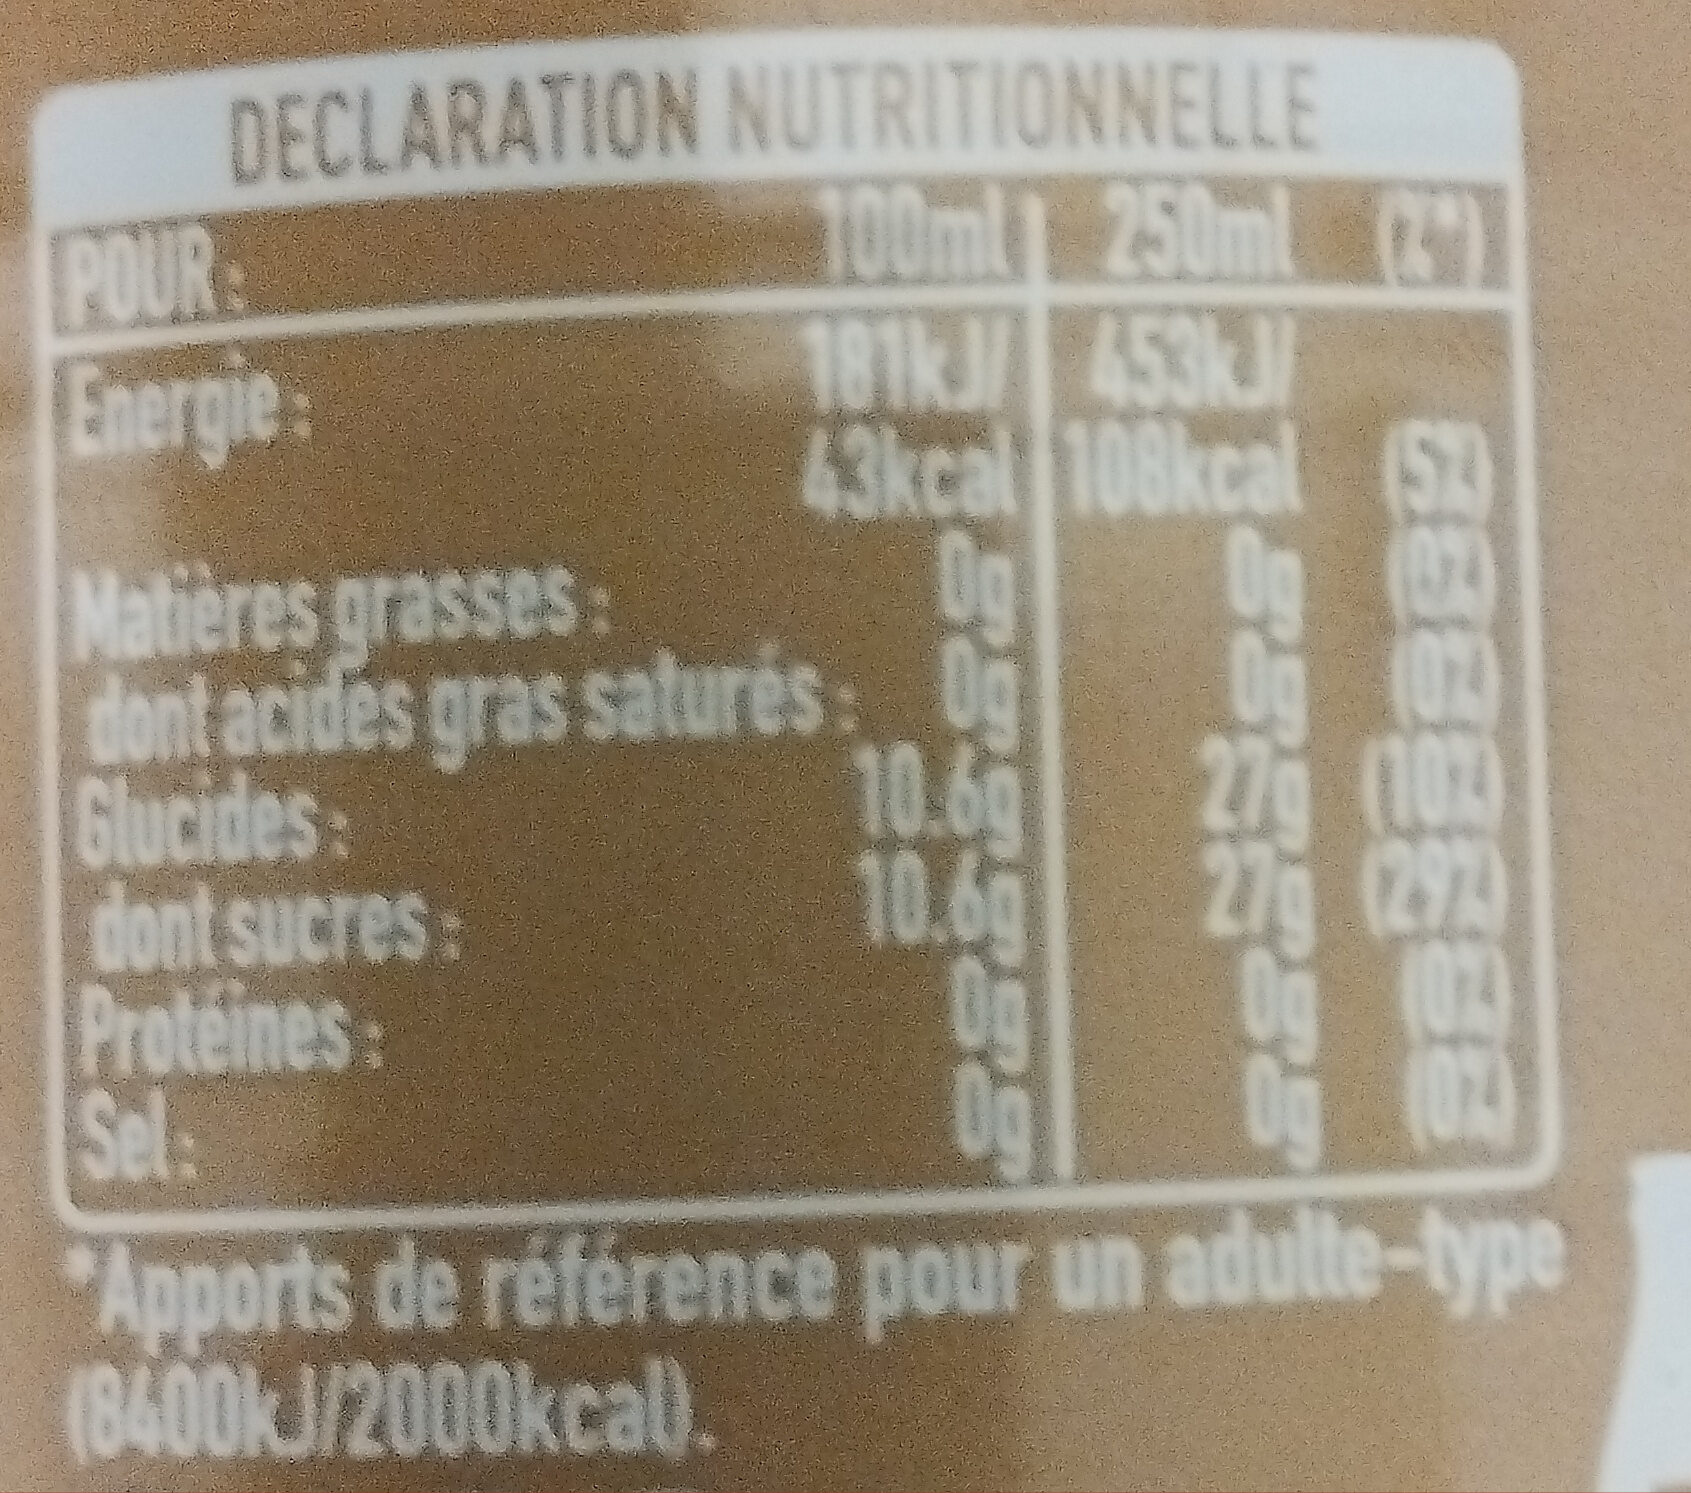 DECLARATION NUTRITIONNELLE
POUR : 100ml 250ml (%*)
Energie : 181kJ/ 453kJ/
43kcal 108kcal (5%)
Matières grasses : 0g 0g (0%)
dont acides gras saturés : 0g 0g (0%)
Glucides : 10.6g 27g (10%)
dont sucres : 10.6g 27g (29%)
Protéines : 0g 0g (0%)
Sel : 0g 0g (0%)
*Apports de référence pour un adulte-type
(8400kJ/2000kcal).